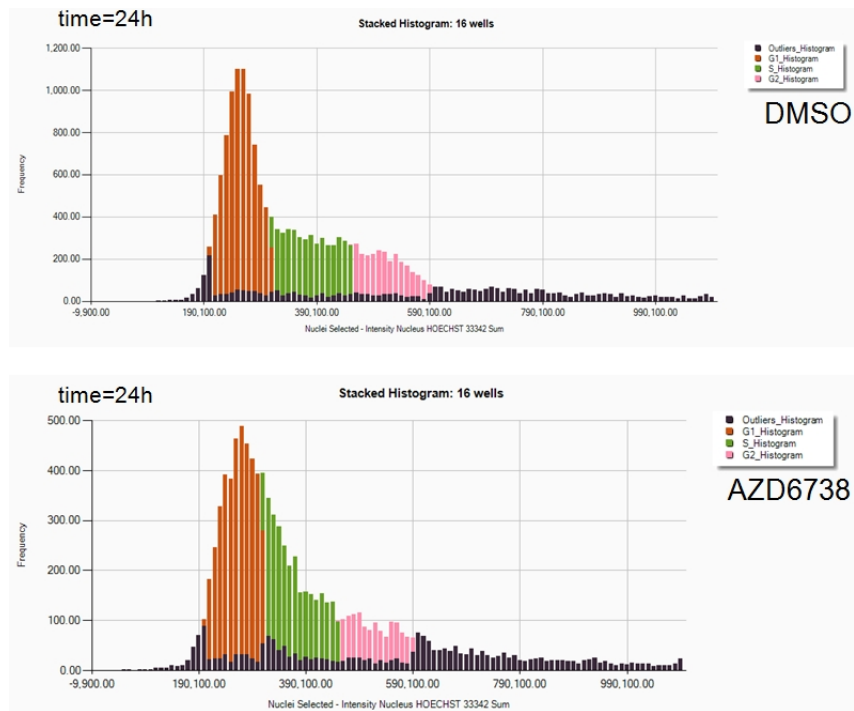 time=24h
Stacked Histogram: 16 wells
1,200.00
1,000.00
800.00
600.00
400.00
200.00
0.00
Frequency
-9,900.00 190,100.00 390,100.00 590,100.00 790,100.00 990,100.00
Nuclei Selected - Intensity Nucleus HOECHST 33342 Sum
Outliers_Histogram
G1_Histogram
S_Histogram
G2_Histogram
DMSO
time=24h
Stacked Histogram: 16 wells
500.00
400.00
300.00
200.00
100.00
0.00
Frequency
-9,900.00 190,100.00 390,100.00 590,100.00 790,100.00 990,100.00
Nuclei Selected - Intensity Nucleus HOECHST 33342 Sum
Outliers_Histogram
G1_Histogram
S_Histogram
G2_Histogram
AZD6738